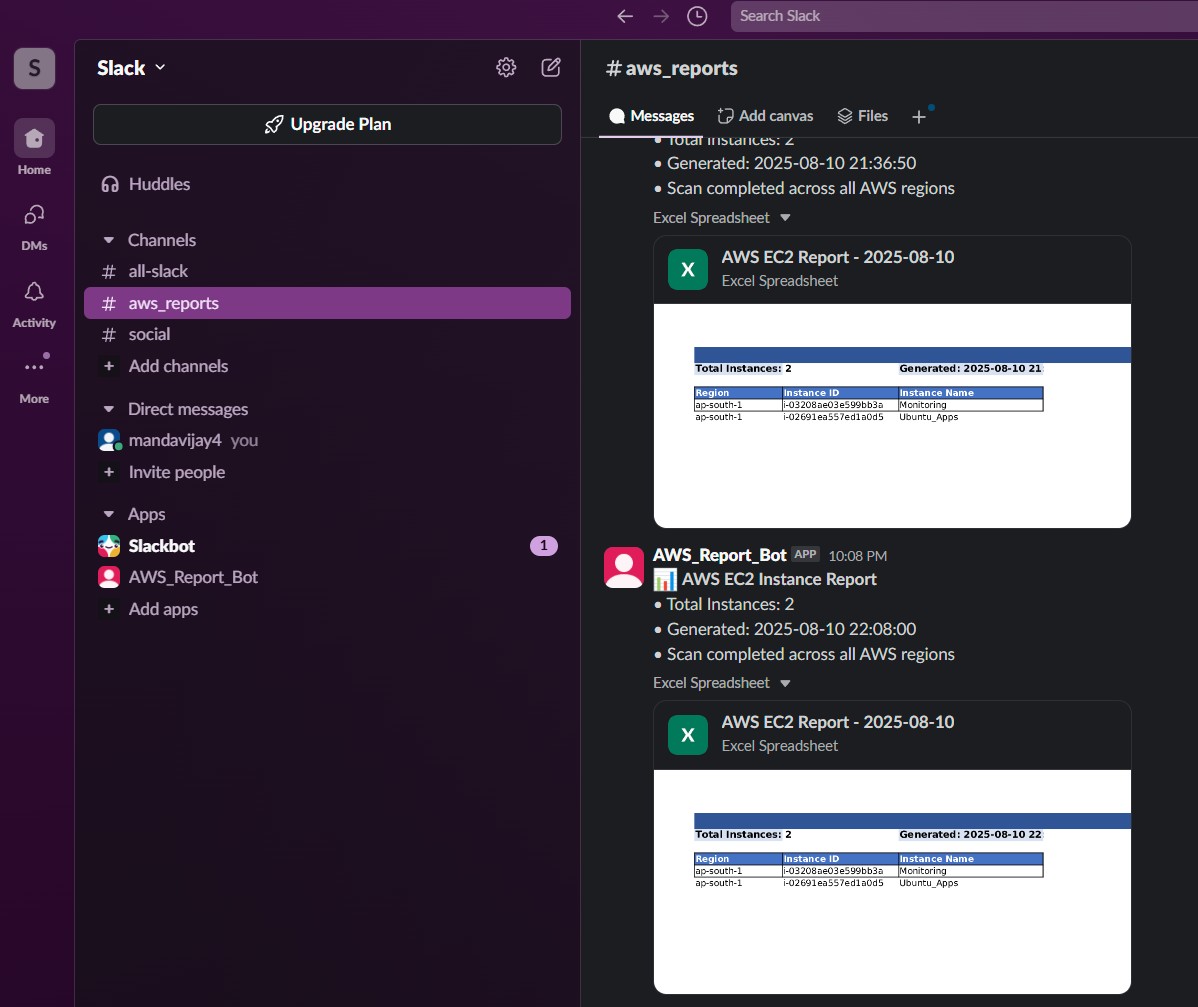 Search Slack
S
Home
DMs
Activity
More
Slack
Upgrade Plan
Huddles
Channels
# all-slack
# aws_reports
# social
+ Add channels
Direct messages
mandavijay4 you
+ Invite people
Apps
Slackbot 1
AWS_Report_Bot
+ Add apps
# aws_reports
Messages Add canvas Files +
• Total Instances: 2
• Generated: 2025-08-10 21:36:50
• Scan completed across all AWS regions
Excel Spreadsheet
X
AWS EC2 Report - 2025-08-10
Excel Spreadsheet
Total Instances: 2 Generated: 2025-08-10 21
Region Instance ID Instance Name
ap-south-1 i-03208ae03e599bb3a Monitoring
ap-south-1 i-02691ea557ed1a0d5 Ubuntu_Apps
AWS_Report_Bot APP 10:08 PM
📊 AWS EC2 Instance Report
• Total Instances: 2
• Generated: 2025-08-10 22:08:00
• Scan completed across all AWS regions
Excel Spreadsheet
X
AWS EC2 Report - 2025-08-10
Excel Spreadsheet
Total Instances: 2 Generated: 2025-08-10 22
Region Instance ID Instance Name
ap-south-1 i-03208ae03e599bb3a Monitoring
ap-south-1 i-02691ea557ed1a0d5 Ubuntu_Apps